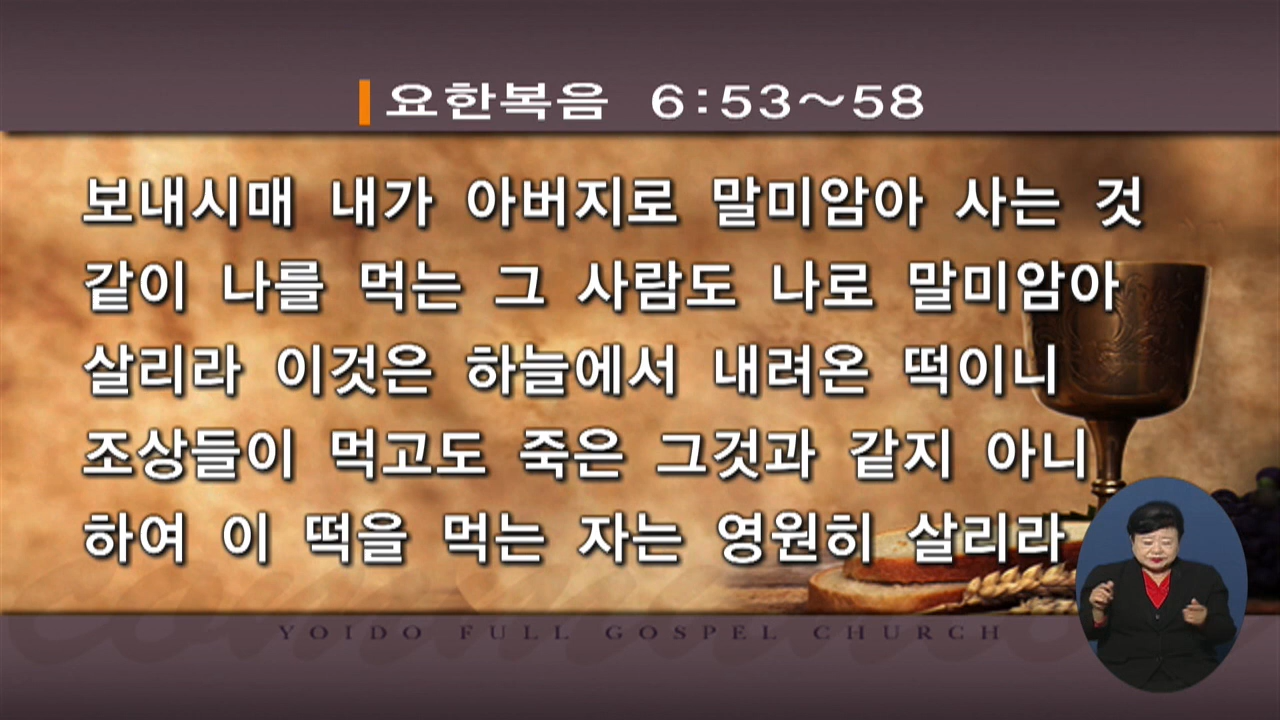 요한복음 6:53~58
보내시매 내가 아버지로 말미암아 사는 것
같이 나를 먹는 그 사람도 나로 말미암아
살리라 이것은 하늘에서 내려온 떡이니
조상들이 먹고도 죽은 그것과 같지 아니
하여 이 떡을 먹는 자는 영원히 살리라
YOIDO FULL GOSPEL CHURCH